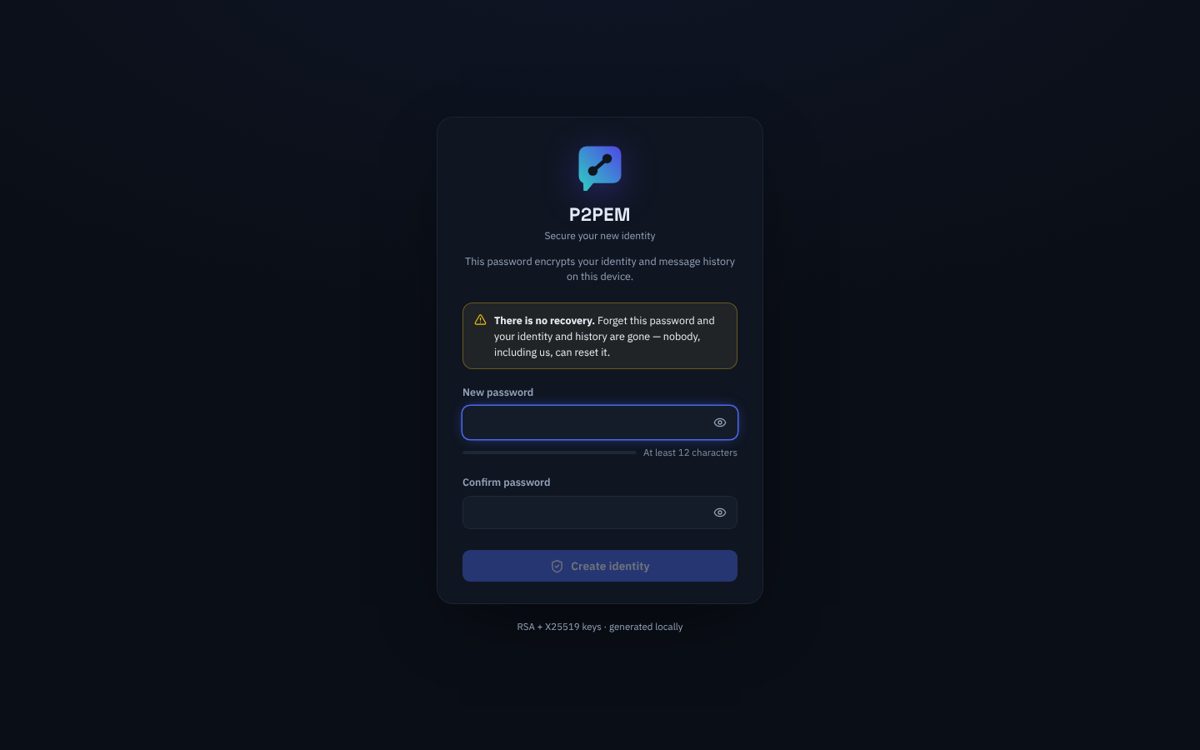 P2PEM
Secure your new identity
This password encrypts your identity and message history
on this device.
There is no recovery. Forget this password and
your identity and history are gone — nobody,
including us, can reset it.
New password
At least 12 characters
Confirm password
Create identity
RSA + X25519 keys · generated locally